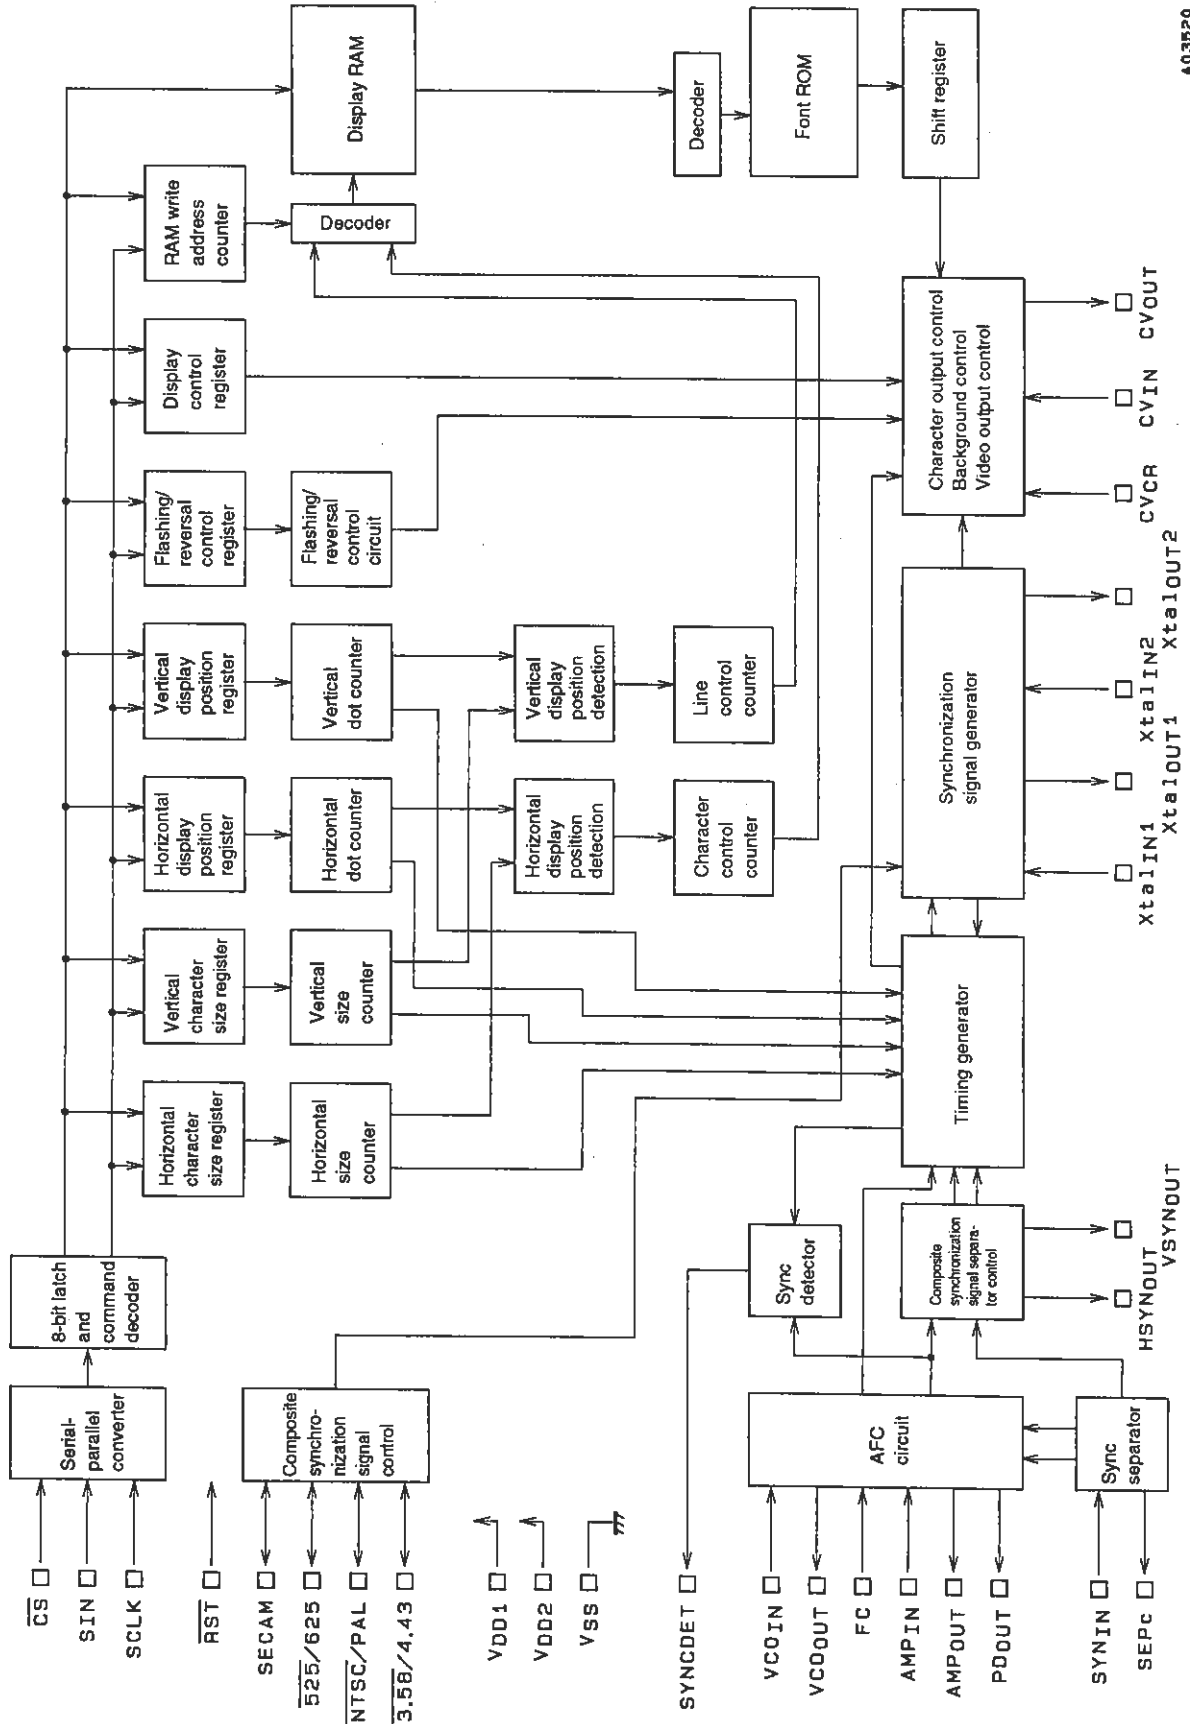 CS
SIN
SCLK
RST
SECAM
525/625
NTSC/PAL
3.58/4.43
VDD1
VDD2
VSS
SYNCDET
VCOIN
VCOOUT
FC
AMPIN
AMPOUT
PDOUT
SYNIN
SEPC
Serial-
parallel
converter
8-bit latch
and
command
decoder
Composite
synchro-
nization
signal
control
AFC
circuit
Sync
separator
Sync
detector
Composite
synchronization
signal separa-
tor control
HSYNOUT
VSYNOUT
Horizontal
character
size register
Vertical
character
size register
Horizontal
display
position
register
Vertical
display
position
register
Flashing/
reversal
control
register
Display
control
register
RAM write
address
counter
Horizontal
size
counter
Vertical
size
counter
Horizontal
dot counter
Vertical
dot counter
Flashing/
reversal
control
circuit
Decoder
Display RAM
Horizontal
display
position
detection
Vertical
display
position
detection
Character
control
counter
Line
control
counter
Decoder
Font ROM
Shift register
Timing generator
Synchronization
signal generator
Character output control
Background control
Video output control
XtalIN1
XtalOUT1
XtalIN2
XtalOUT2
CVCR
CVIN
CVOUT
A03520